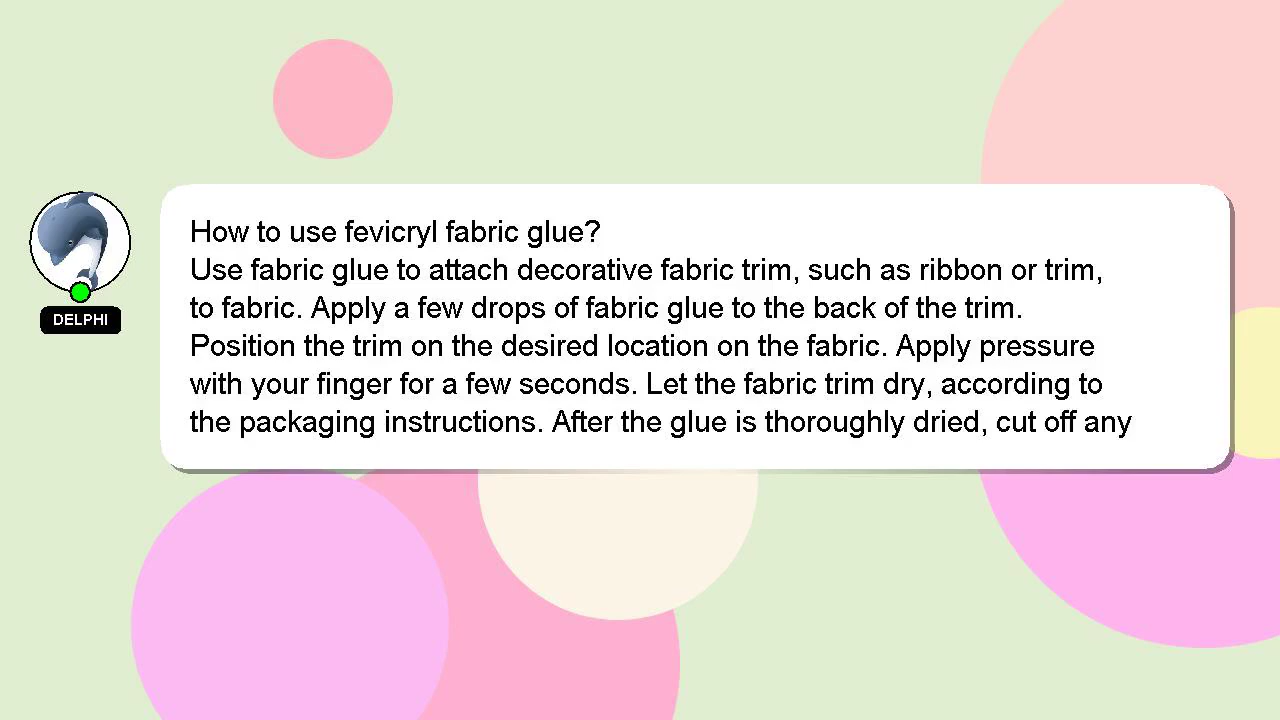 How to use fevicryl fabric glue?
Use fabric glue to attach decorative fabric trim, such as ribbon or trim,
to fabric. Apply a few drops of fabric glue to the back of the trim.
Position the trim on the desired location on the fabric. Apply pressure
with your finger for a few seconds. Let the fabric trim dry, according to
the packaging instructions. After the glue is thoroughly dried, cut off any
DELPHI